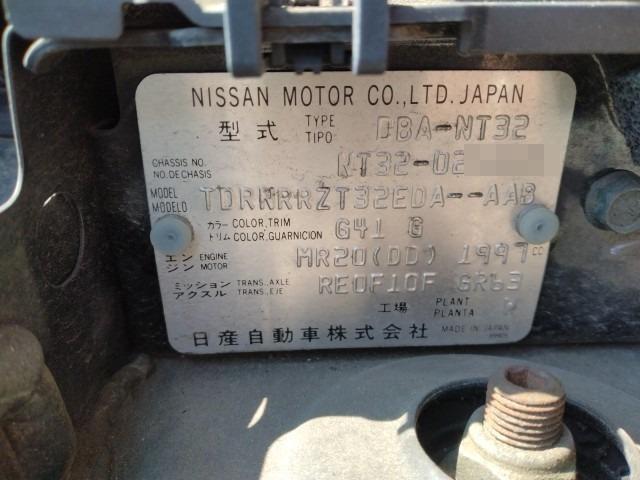 NISSAN MOTOR CO.,LTD. JAPAN
型式 TYPE TIPO DBA-NT32
CHASSIS NO. NO. DE CHASIS NT32-02
MODEL MODELO TDRKRRZT32EDA--AAB
カラー トリム COLOR,TRIM COLOR,GUARNICION G41 G
エンジン ENGINE MOTOR MR20(DD) 1997 CC
ミッション アクスル TRANS.,AXLE TRANS.,EJE RE0F10F GR63
工場 PLANT PLANTA
日産自動車株式会社 MADE IN JAPAN